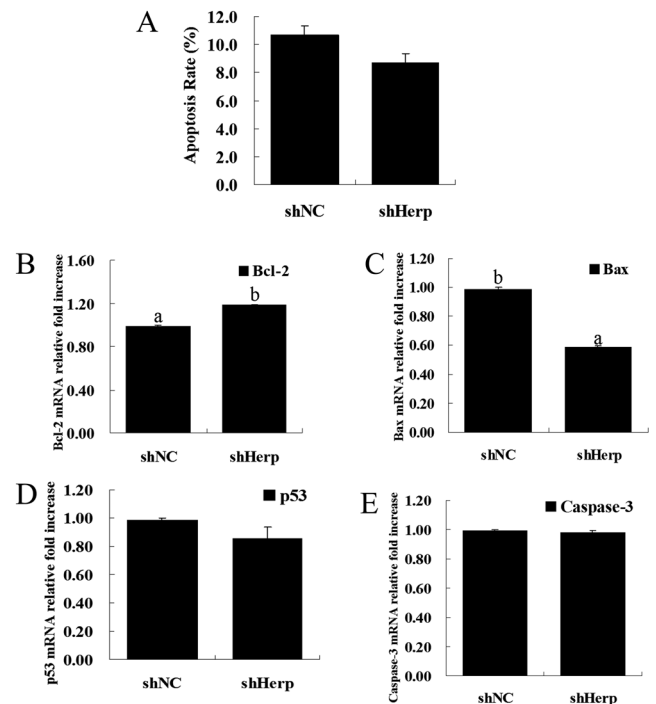 A
Apoptosis Rate (%)
12.0
10.0
8.0
6.0
4.0
2.0
0.0
shNC shHerp
B
Bcl-2 mRNA relative fold increase
1.60
1.20
0.80
0.40
0.00
Bcl-2
a b
shNC shHerp
C
Bax mRNA relative fold increase
1.20
1.00
0.80
0.60
0.40
0.20
0.00
Bax
b
a
shNC shHerp
D
p53 mRNA relative fold increase
1.20
1.00
0.80
0.60
0.40
0.20
0.00
p53
shNC shHerp
E
Caspase-3 mRNA relative fold increase
1.20
1.00
0.80
0.60
0.40
0.20
0.00
Caspase-3
shNC shHerp